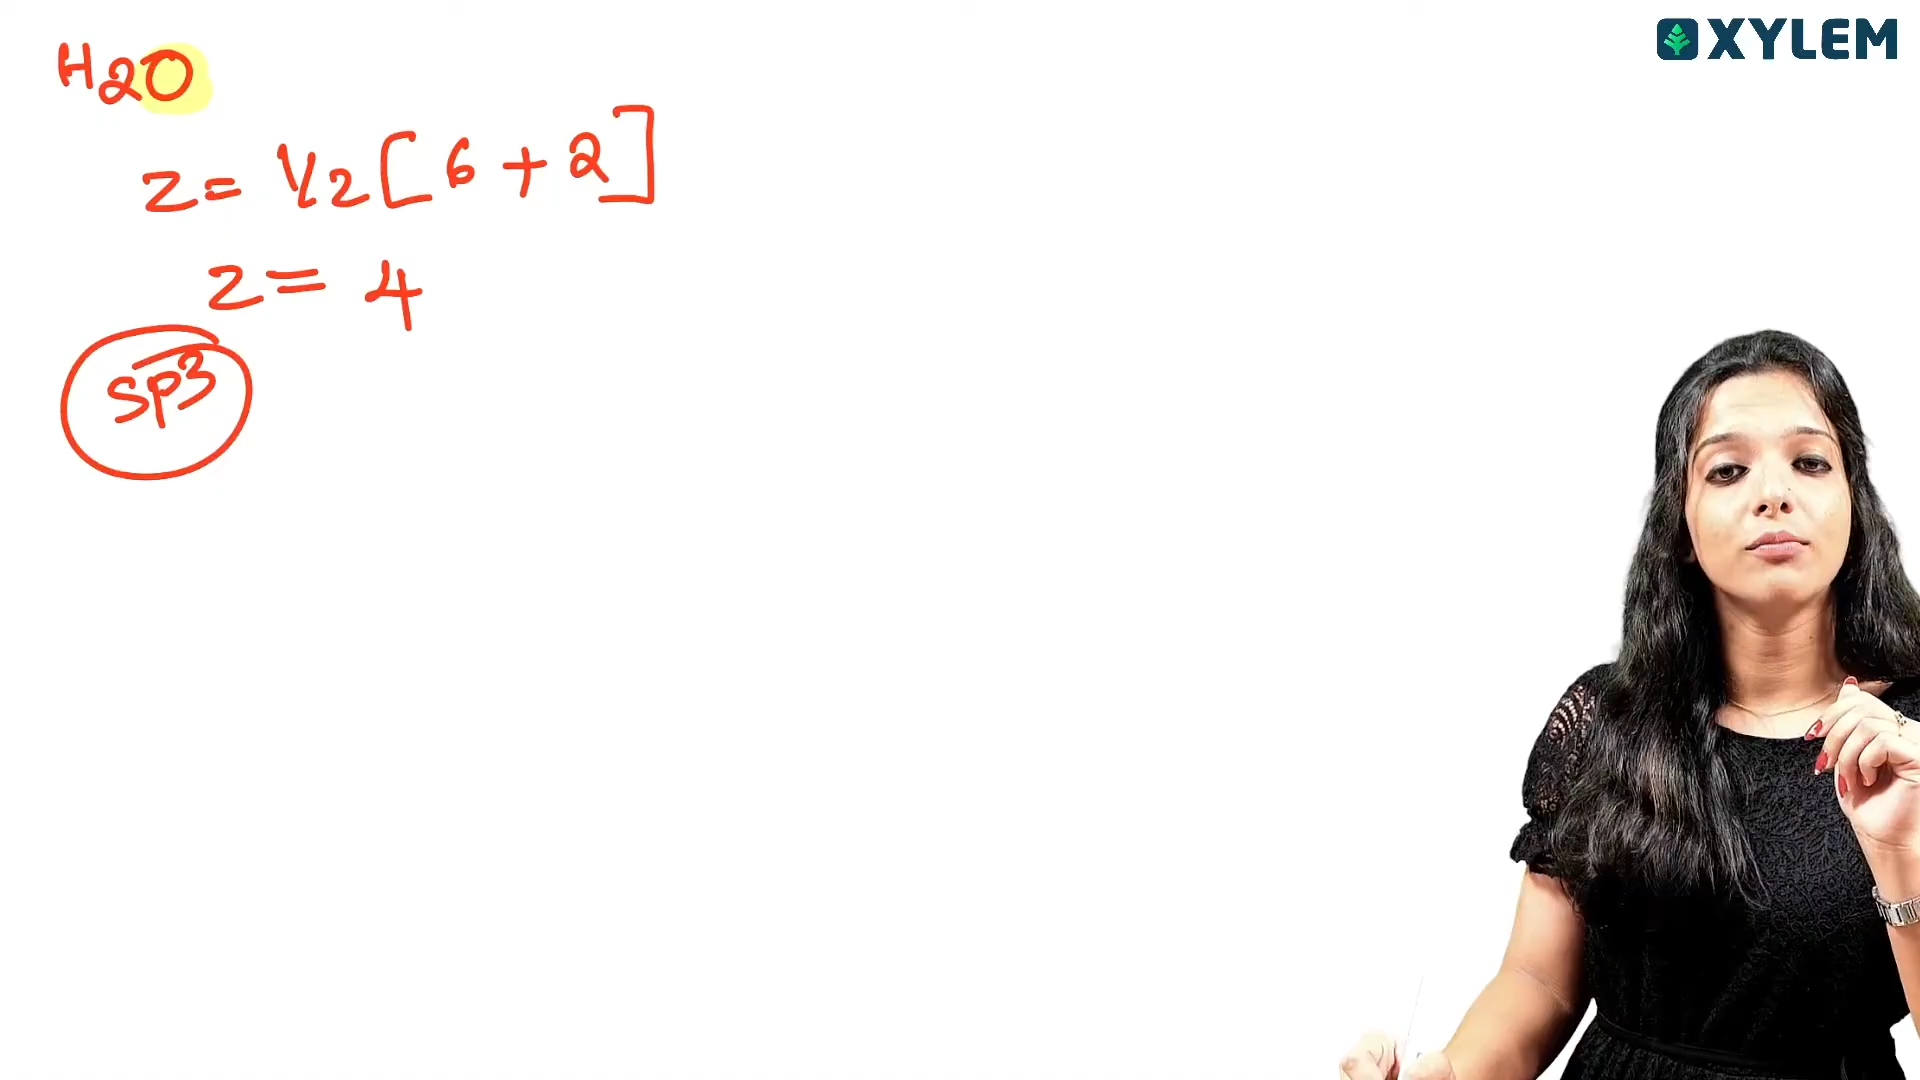 XYLEM
H2O
z= 1/2[6+2]
z= 4
SP3